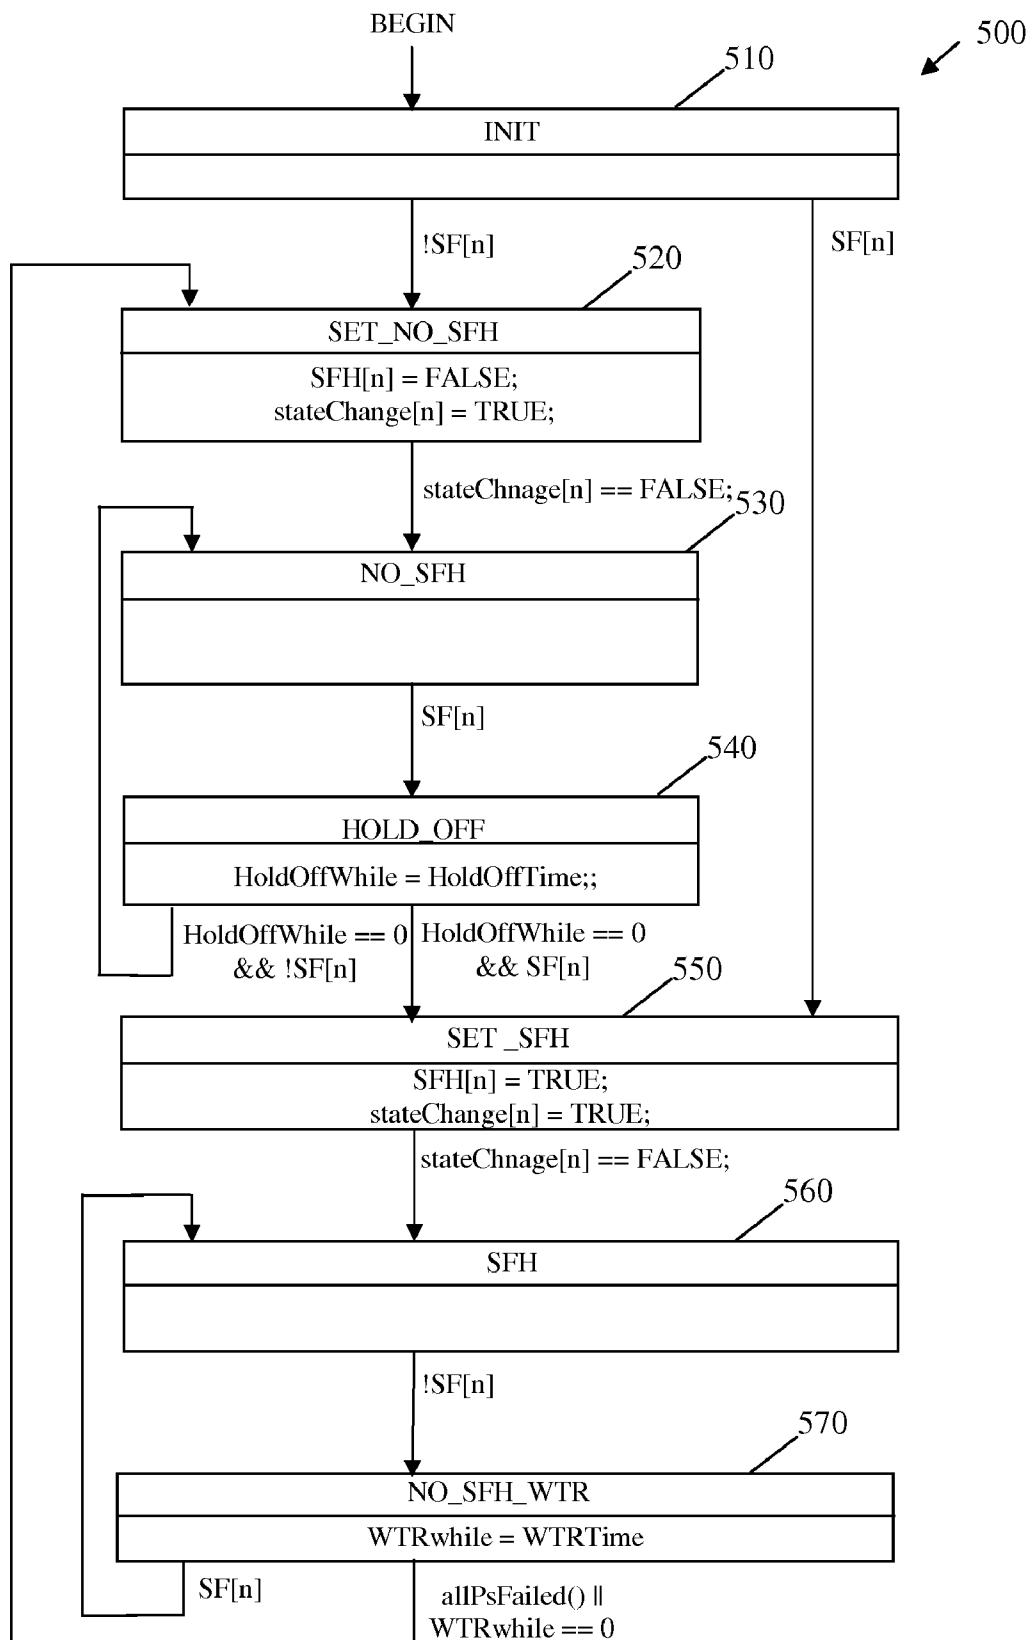 BEGIN
500
510
INIT
!SF[n]
SF[n]
520
SET_NO_SFH
SFH[n] = FALSE;
stateChange[n] = TRUE;
stateChnage[n] == FALSE;
530
NO_SFH
SF[n]
540
HOLD_OFF
HoldOffWhile = HoldOffTime;;
HoldOffWhile == 0
&& !SF[n]
HoldOffWhile == 0
&& SF[n]
550
SET _SFH
SFH[n] = TRUE;
stateChange[n] = TRUE;
stateChnage[n] == FALSE;
560
SFH
!SF[n]
570
NO_SFH_WTR
WTRwhile = WTRTime
SF[n]
allPsFailed() ||
WTRwhile == 0